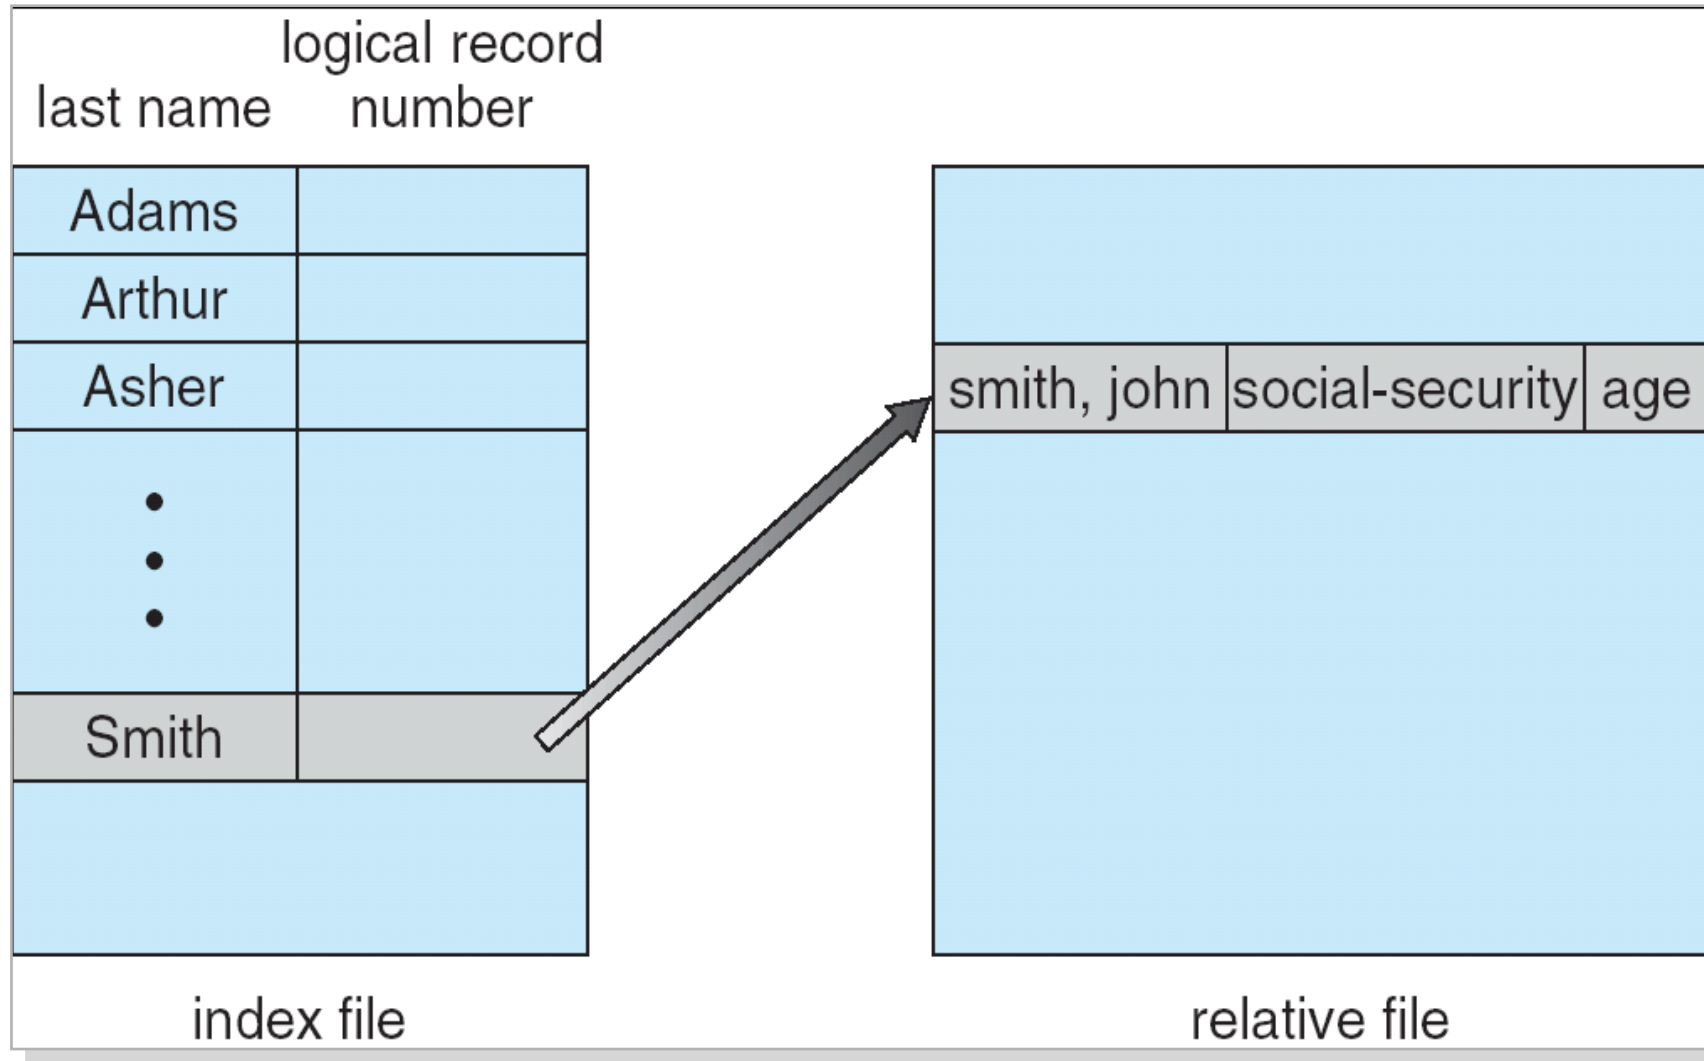 logical record
last name number
Adams
Arthur
Asher
Smith
smith, john social-security age
index file
relative file